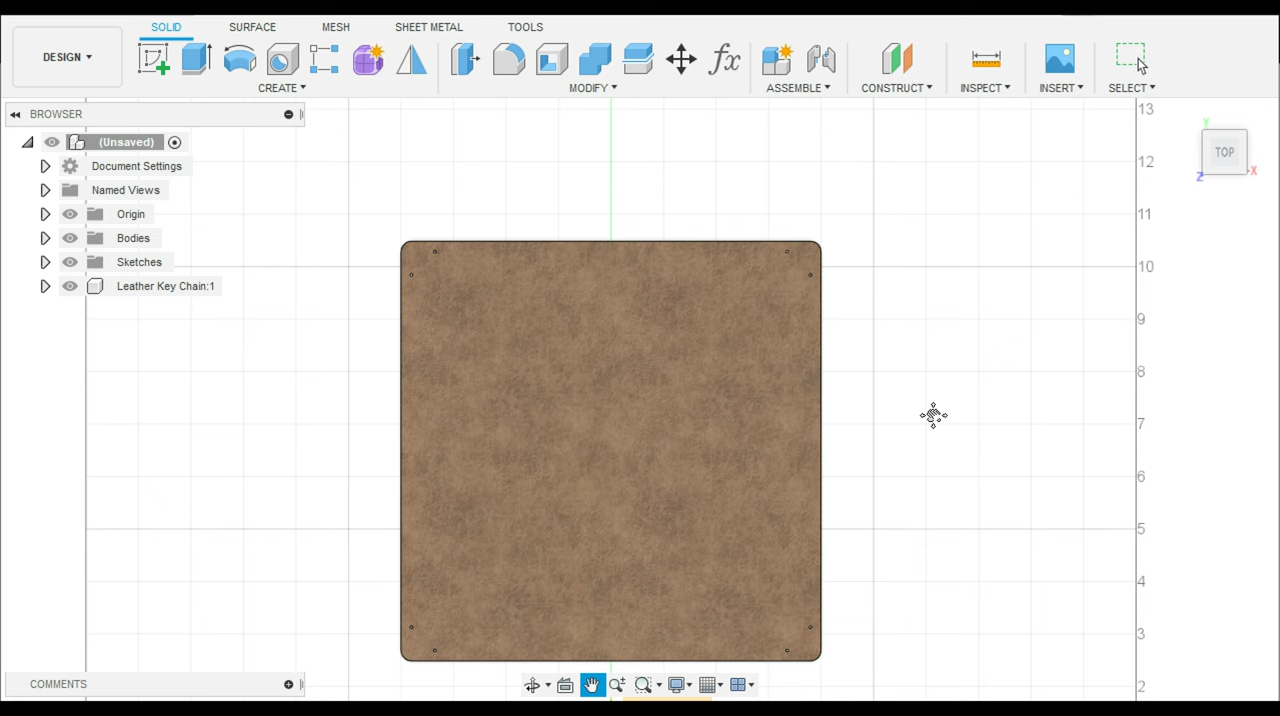 SOLID SURFACE MESH SHEET METAL TOOLS
DESIGN
CREATE MODIFY ASSEMBLE CONSTRUCT INSPECT INSERT SELECT
fx
BROWSER
(Unsaved)
Document Settings
Named Views
Origin
Bodies
Sketches
Leather Key Chain:1
13
12
11
10
9
8
7
6
5
4
3
2
Y
TOP
X
Z
COMMENTS